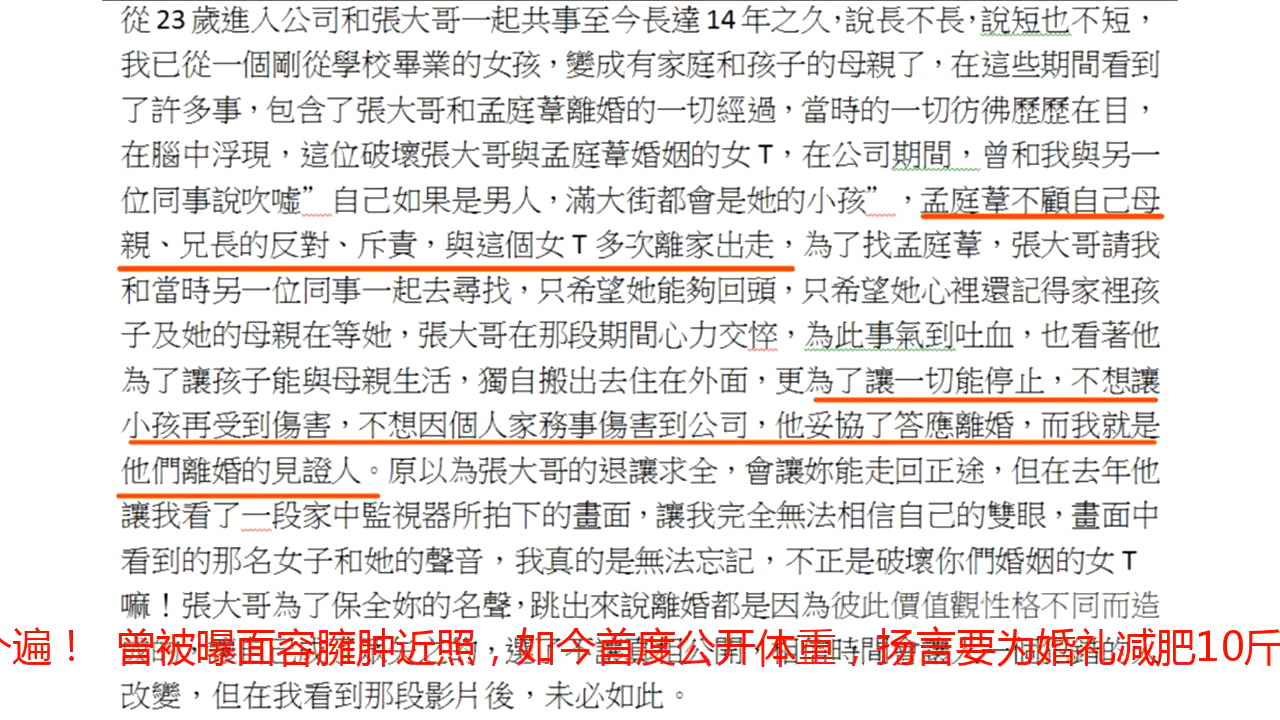 從 23 歲進入公司和張大哥一起共事至今長達 14 年之久，說長不長，說短也不短，
我已從一個剛從學校畢業的女孩，變成有家庭和孩子的母親了，在這些期間看到
了許多事，包含了張大哥和孟庭葦離婚的一切經過，當時的一切彷彿歷歷在目，
在腦中浮現，這位破壞張大哥與孟庭葦婚姻的女 T，在公司期間，曾和我與另一
位同事說吹噓”自己如果是男人，滿大街都會是她的小孩”，孟庭葦不顧自己母
親、兄長的反對、斥責，與這個女 T 多次離家出走，為了找孟庭葦，張大哥請我
和當時另一位同事一起去尋找，只希望她能夠回頭，只希望她心裡還記得家裡孩
子及她的母親在等她，張大哥在那段期間心力交悴，為此事氣到吐血，也看著他
為了讓孩子能與母親生活，獨自搬出去住在外面，更為了讓一切能停止，不想讓
小孩再受到傷害，不想因個人家務事傷害到公司，他妥協了答應離婚，而我就是
他們離婚的見證人。原以為張大哥的退讓求全，會讓妳能走回正途，但在去年他
讓我看了一段家中監視器所拍下的畫面，讓我完全無法相信自己的雙眼，畫面中
看到的那名女子和她的聲音，我真的是無法忘記，不正是破壞你們婚姻的女 T
嘛！張大哥為了保全妳的名聲，跳出來說離婚都是因為彼此價值觀性格不同而造
遍！ 曾被曝面容臃肿近照，如今首度公开体重，扬言要为婚礼减肥10斤
改變，但在我看到那段影片後，未必如此。